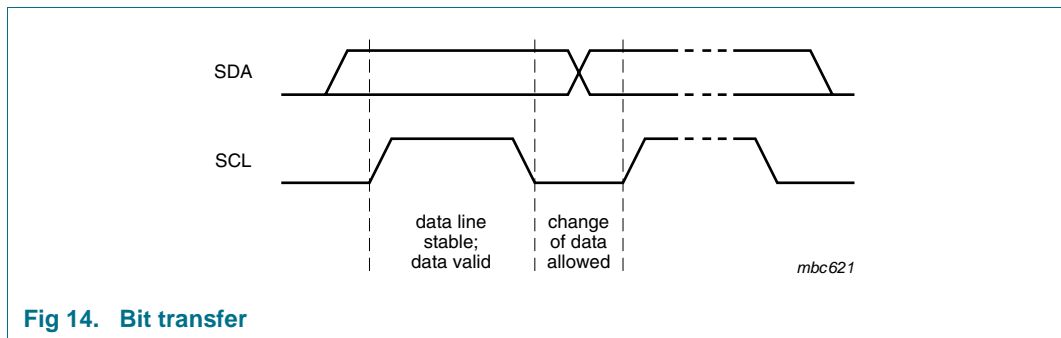 SDA
SCL
data line
stable;
data valid
change
of data
allowed
mbc621
Fig 14. Bit transfer